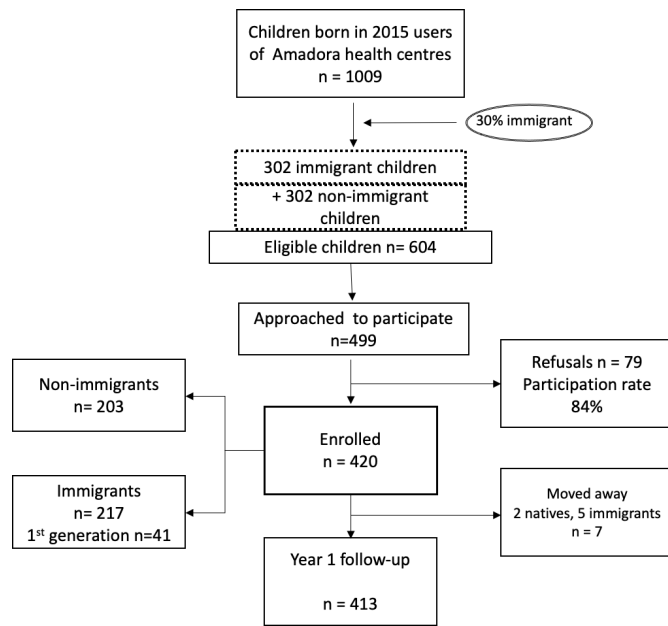 Children born in 2015 users
of Amadora health centres
n = 1009
30% immigrant
302 immigrant children
+ 302 non-immigrant
children
Eligible children n= 604
Approached to participate
n=499
Refusals n = 79
Participation rate
84%
Non-immigrants
n= 203
Enrolled
n = 420
Immigrants
n= 217
1st generation n=41
Moved away
2 natives, 5 immigrants
n = 7
Year 1 follow-up
n = 413